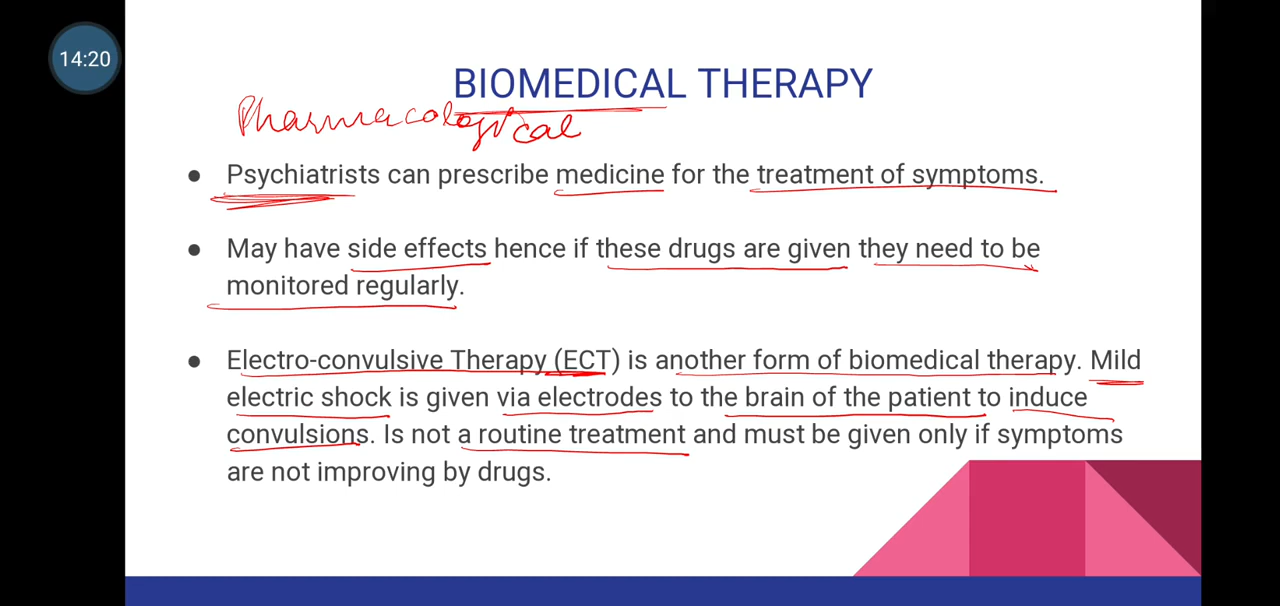 14:20
BIOMEDICAL THERAPY
Pharmacological
● Psychiatrists can prescribe medicine for the treatment of symptoms.
● May have side effects hence if these drugs are given they need to be
monitored regularly.
● Electro-convulsive Therapy (ECT) is another form of biomedical therapy. Mild
electric shock is given via electrodes to the brain of the patient to induce
convulsions. Is not a routine treatment and must be given only if symptoms
are not improving by drugs.